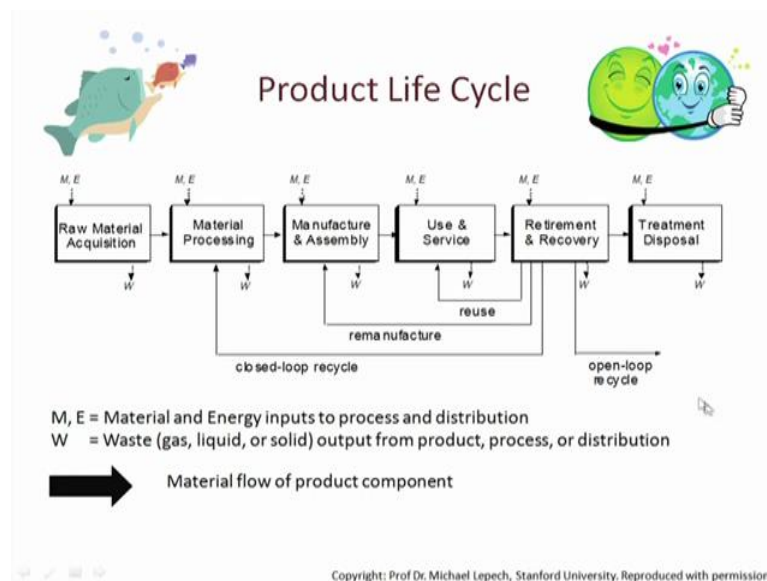 Product Life Cycle
M, E
M, E
M, E
M, E
M, E
M, E
Raw Material
Acquisition
Material
Processing
Manufacture
& Assembly
Use &
Service
Retirement
& Recovery
Treatment
Disposal
W
W
W
W
W
W
reuse
remanufacture
closed-loop recycle
open-loop
recycle
M, E = Material and Energy inputs to process and distribution
W = Waste (gas, liquid, or solid) output from product, process, or distribution
Material flow of product component
Copyright: Prof Dr. Michael Lepech, Stanford University. Reproduced with permission